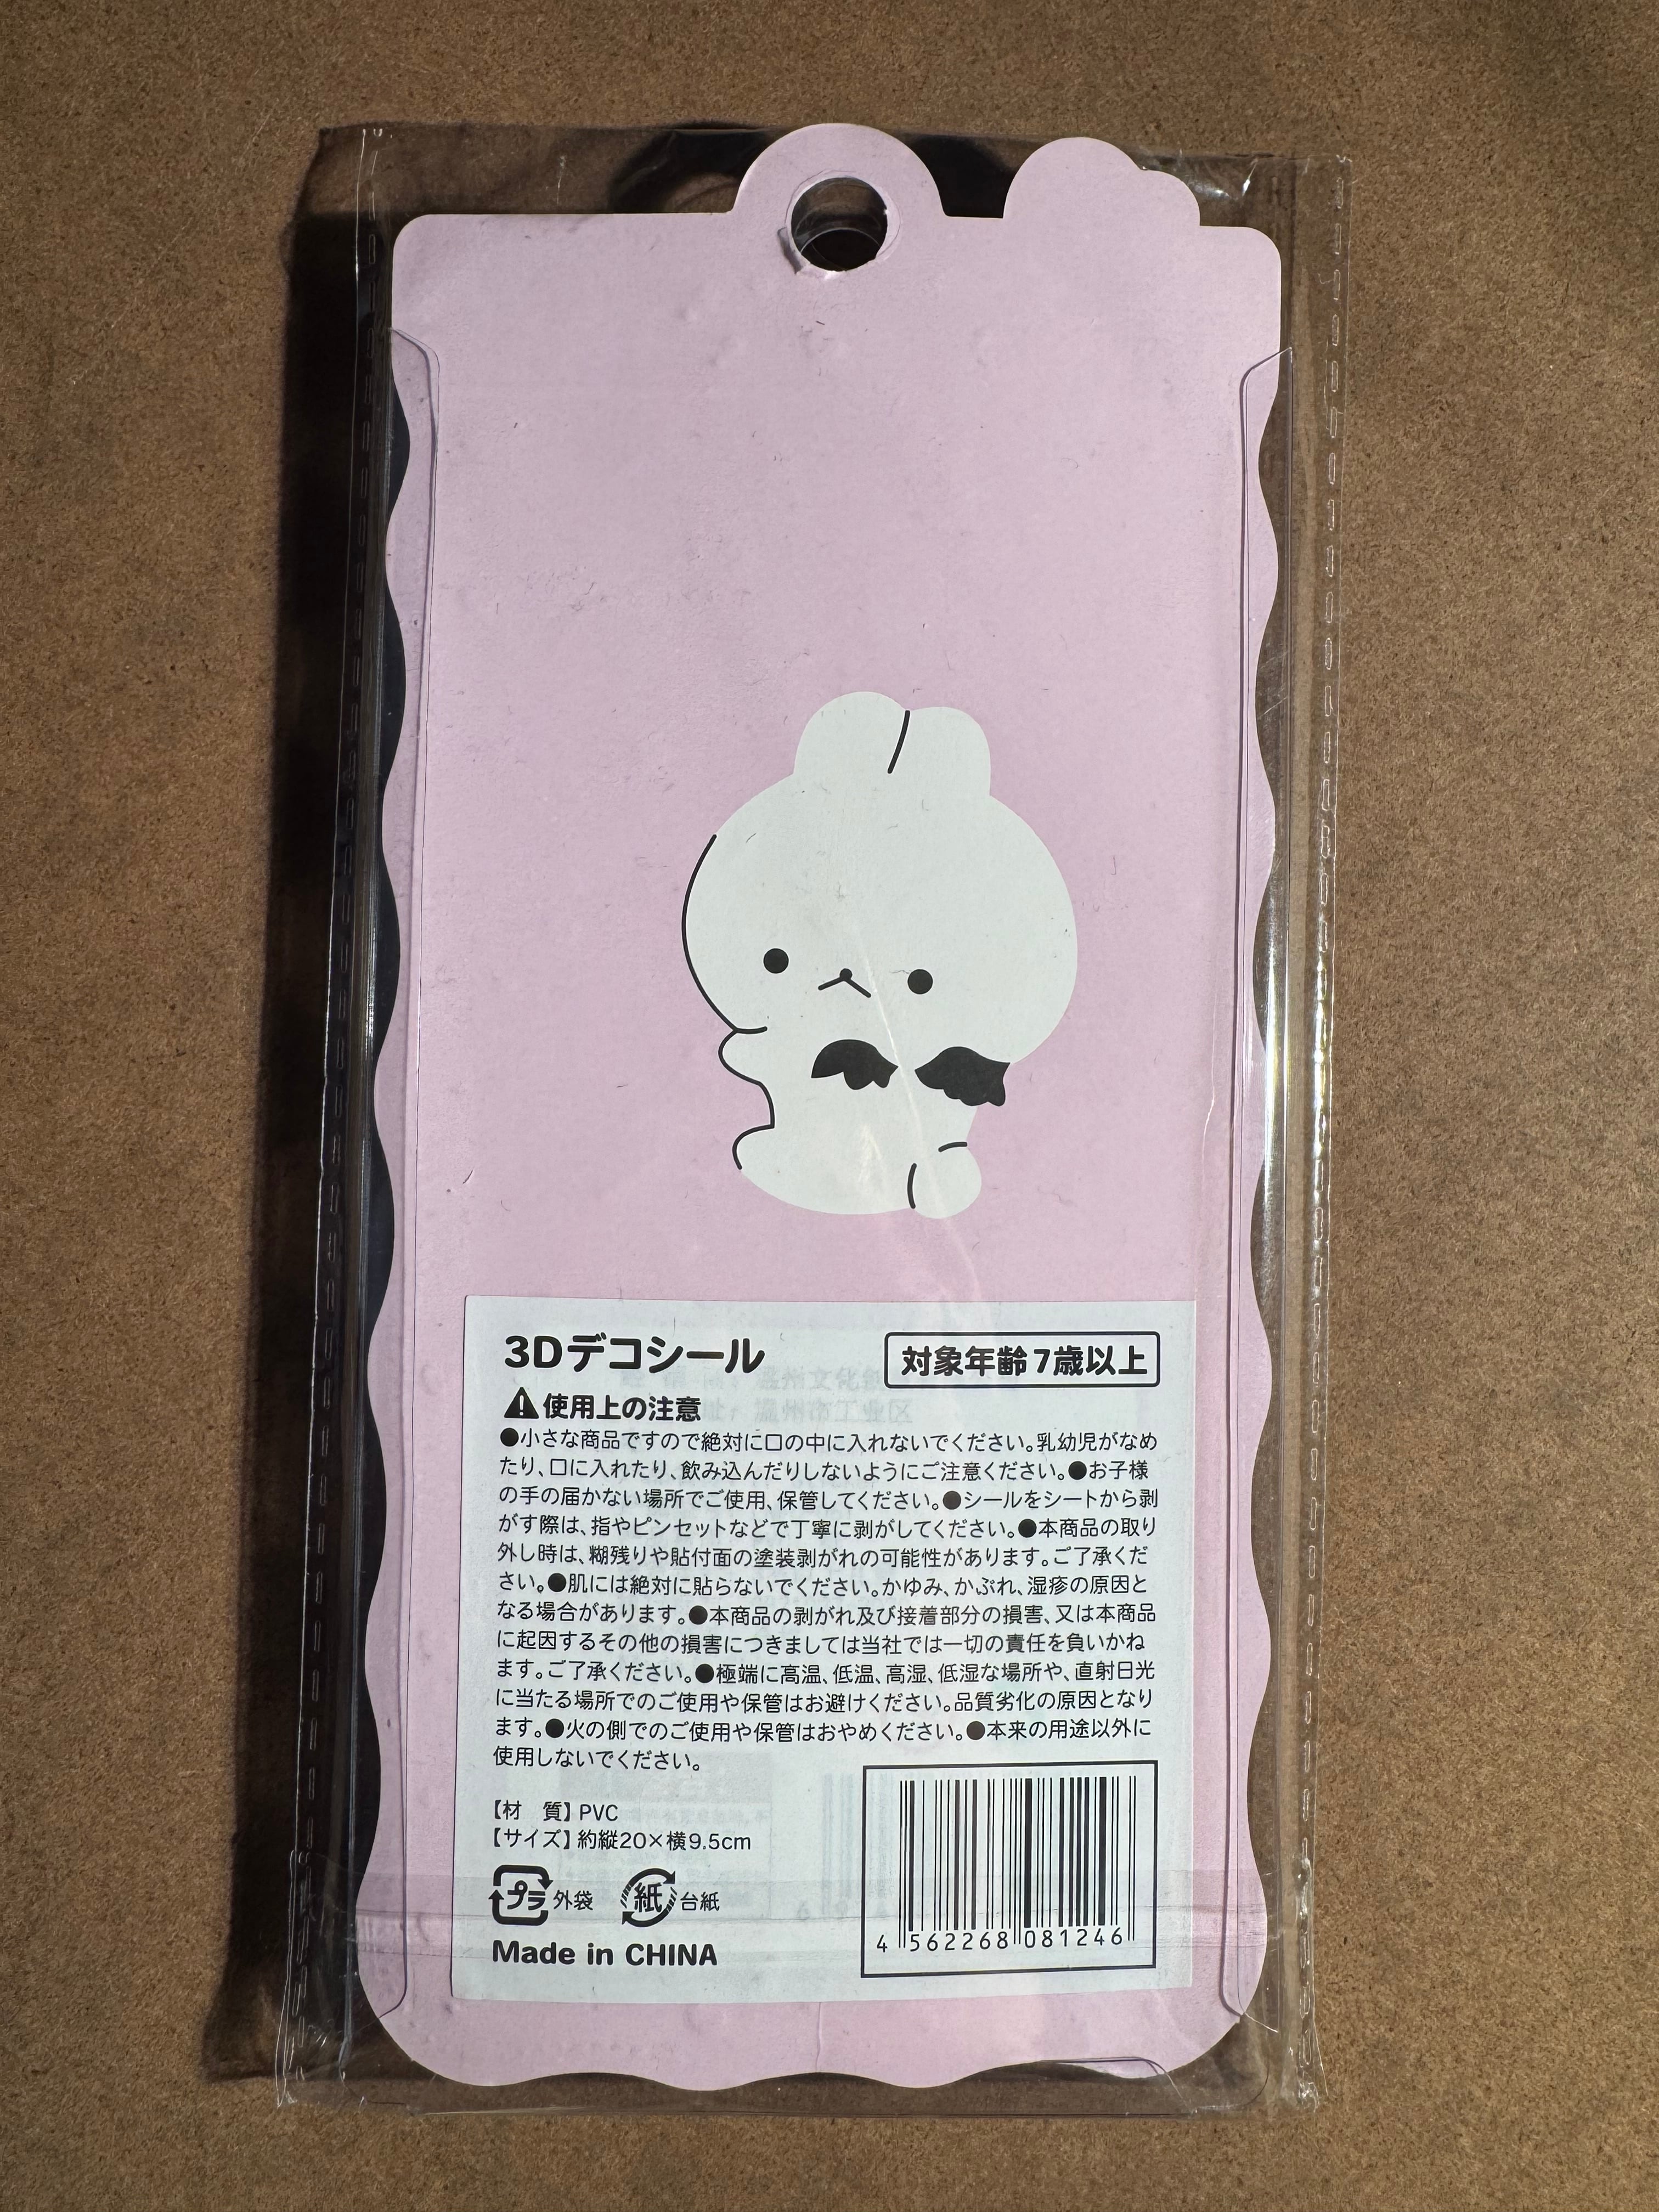 3Dデコシール
対象年齢7歳以上
⚠使用上の注意
●小さな商品ですので絶対に口の中に入れないでください。乳幼児がなめ
たり、口に入れたり、飲み込んだりしないようにご注意ください。●お子様
の手の届かない場所でご使用、保管してください。●シールをシートから剥
がす際は、指やピンセットなどで丁寧に剥がしてください。●本商品の取り
外し時は、糊残りや貼付面の塗装剥がれの可能性があります。ご了承くだ
さい。●肌には絶対に貼らないでください。かゆみ、かぶれ、湿疹の原因と
なる場合があります。●本商品の剥がれ及び接着部分の損害、又は本商品
に起因するその他の損害につきましては当社では一切の責任を負いかね
ます。ご了承ください。●極端に高温、低温、高湿、低湿な場所や、直射日光
に当たる場所でのご使用や保管はお避けください。品質劣化の原因となり
ます。●火の側でのご使用や保管はおやめください。●本来の用途以外に
使用しないでください。
【材　質】PVC
【サイズ】約縦20×横9.5cm
プラ 外袋 紙 台紙
Made in CHINA
4 562268 081246